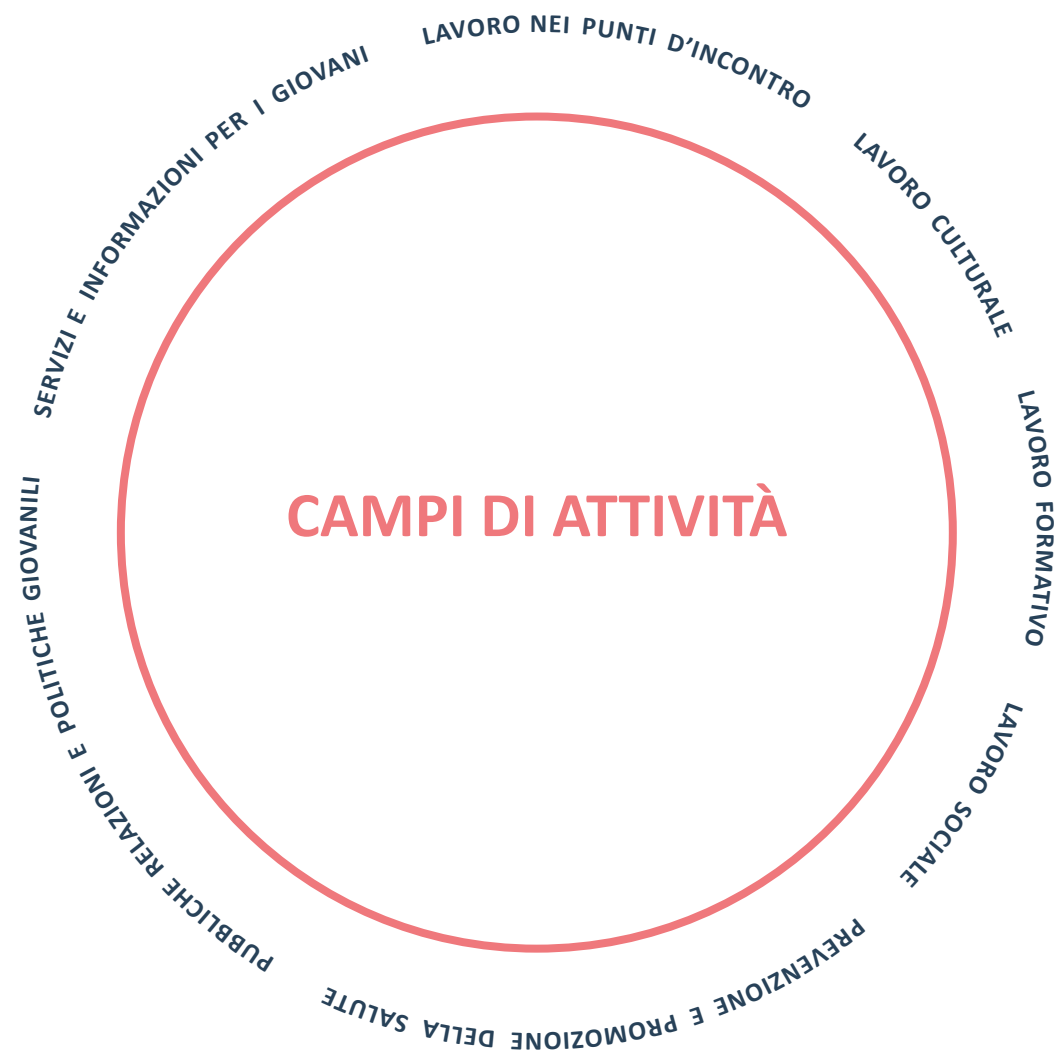 LAVORO NEI PUNTI D’INCONTRO
LAVORO CULTURALE
LAVORO FORMATIVO
LAVORO SOCIALE
PREVENZIONE E PROMOZIONE DELLA SALUTE
PUBBLICHE RELAZIONI E POLITICHE GIOVANILI
SERVIZI E INFORMAZIONI PER I GIOVANI
CAMPI DI ATTIVITÀ